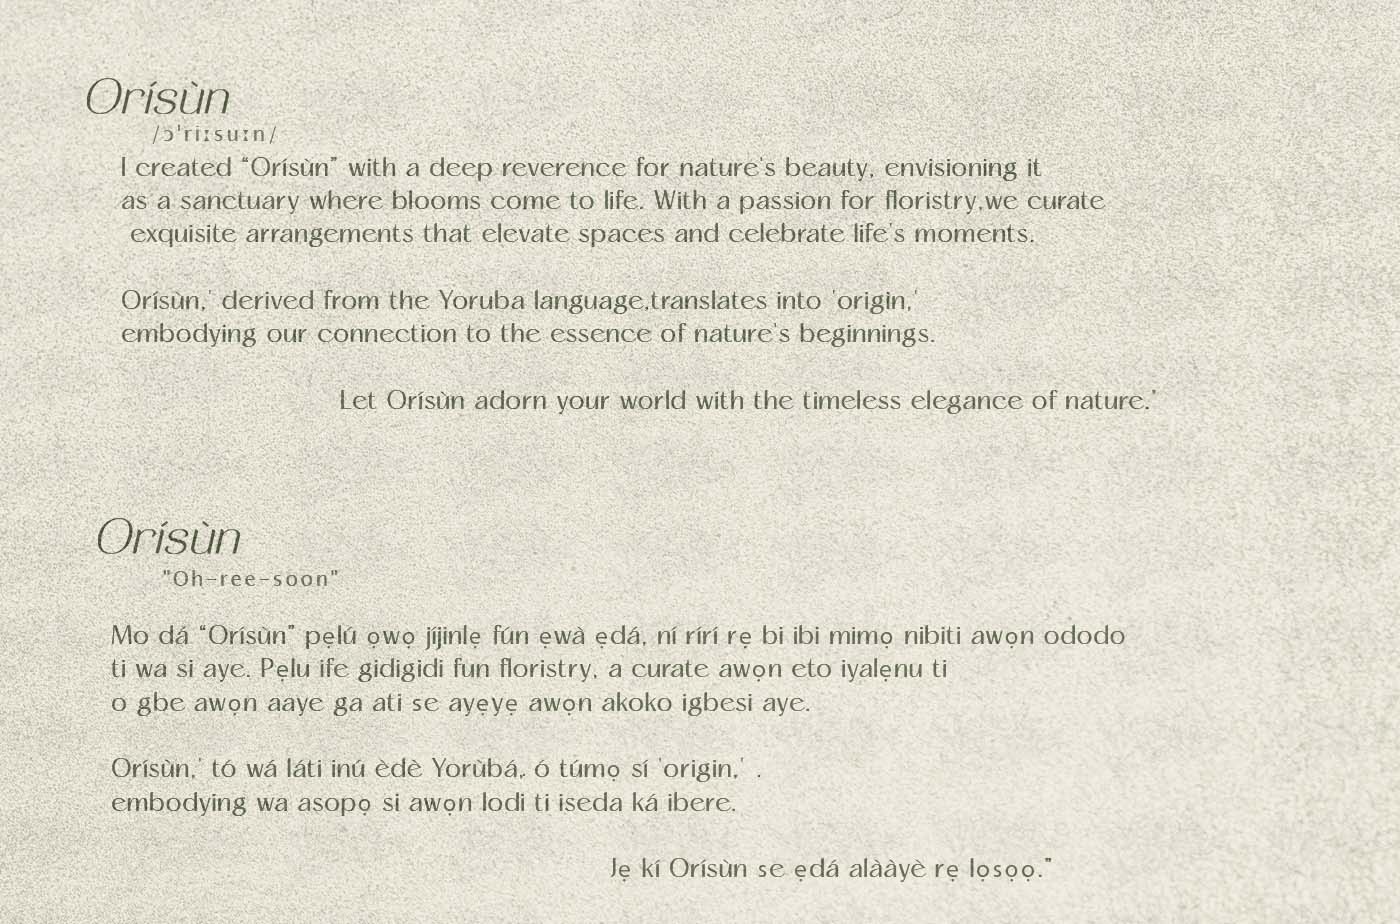 Orísùn
/ɔˈriɪsuɪn/
I created “Orísùn” with a deep reverence for nature's beauty, envisioning it
as a sanctuary where blooms come to life. With a passion for floristry,we curate
exquisite arrangements that elevate spaces and celebrate life's moments.
Orísùn,' derived from the Yoruba language,translates into 'origin,'
embodying our connection to the essence of nature's beginnings.
Let Orísùn adorn your world with the timeless elegance of nature.'
Orísùn
"Oh-ree-soon"
Mo dá “Orísùn” pẹlú ọwọ jíjinlẹ fún ẹwà ẹdá, ní rírí rẹ bi ibi mimọ nibiti awọn ododo
ti wa si aye. Pẹlu ife gidigidi fun floristry, a curate awọn eto iyalẹnu ti
o gbe awọn aaye ga ati se ayẹyẹ awọn akoko igbesi aye.
Orísùn,' tó wá láti inú èdè Yorùbá,. ó túmọ sí 'origin,' .
embodying wa asopọ si awọn lodi ti iseda ká ibere.
Jẹ kí Orísùn se ẹdá alààyè rẹ lọsọọ."